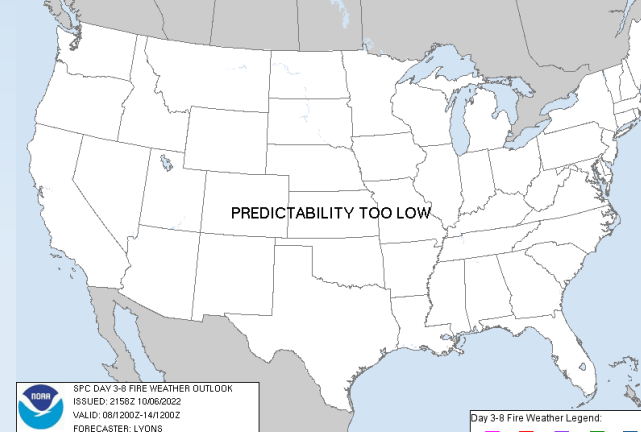 PREDICTABILITY TOO LOW
NOAA
SPC DAY 3-8 FIRE WEATHER OUTLOOK
ISSUED: 2158Z 10/06/2022
VALID: 08/1200Z-14/1200Z
FORECASTER: LYONS
Day 3-8 Fire Weather Legend: